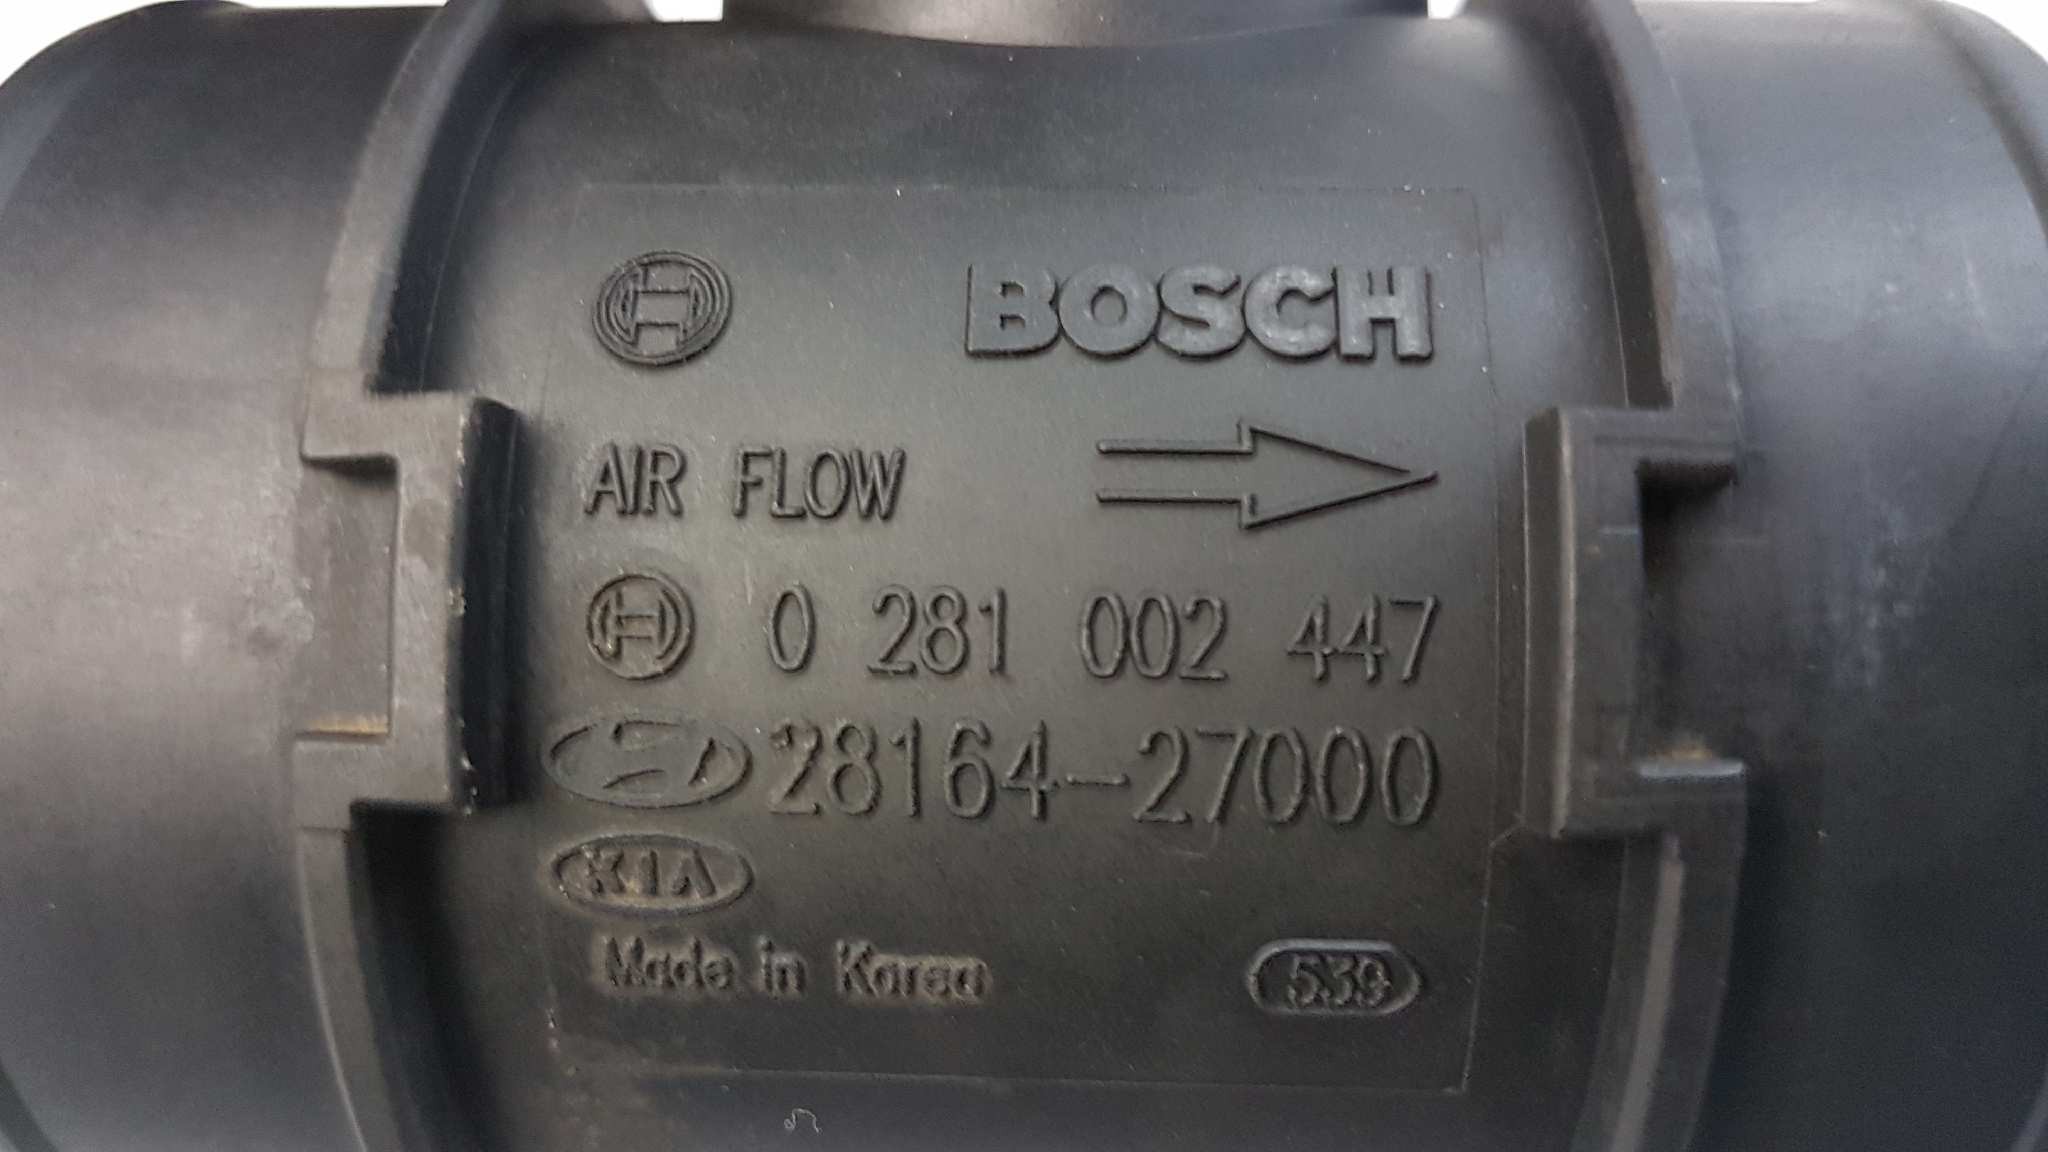 BOSCH
AIR FLOW
0 281 002 447
28164-27000
KIA
Made in Korea
539